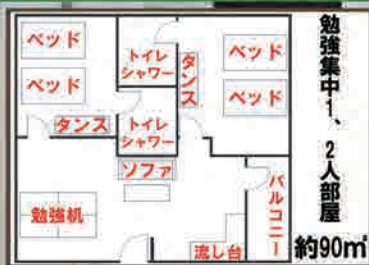 勉強集中1、2人部屋
約90㎡
ベッド
ベッド
トイレ
シャワー
タンス
ベッド
ベッド
タンス
トイレ
シャワー
ソファ
勉強机
流し台
バルコニー